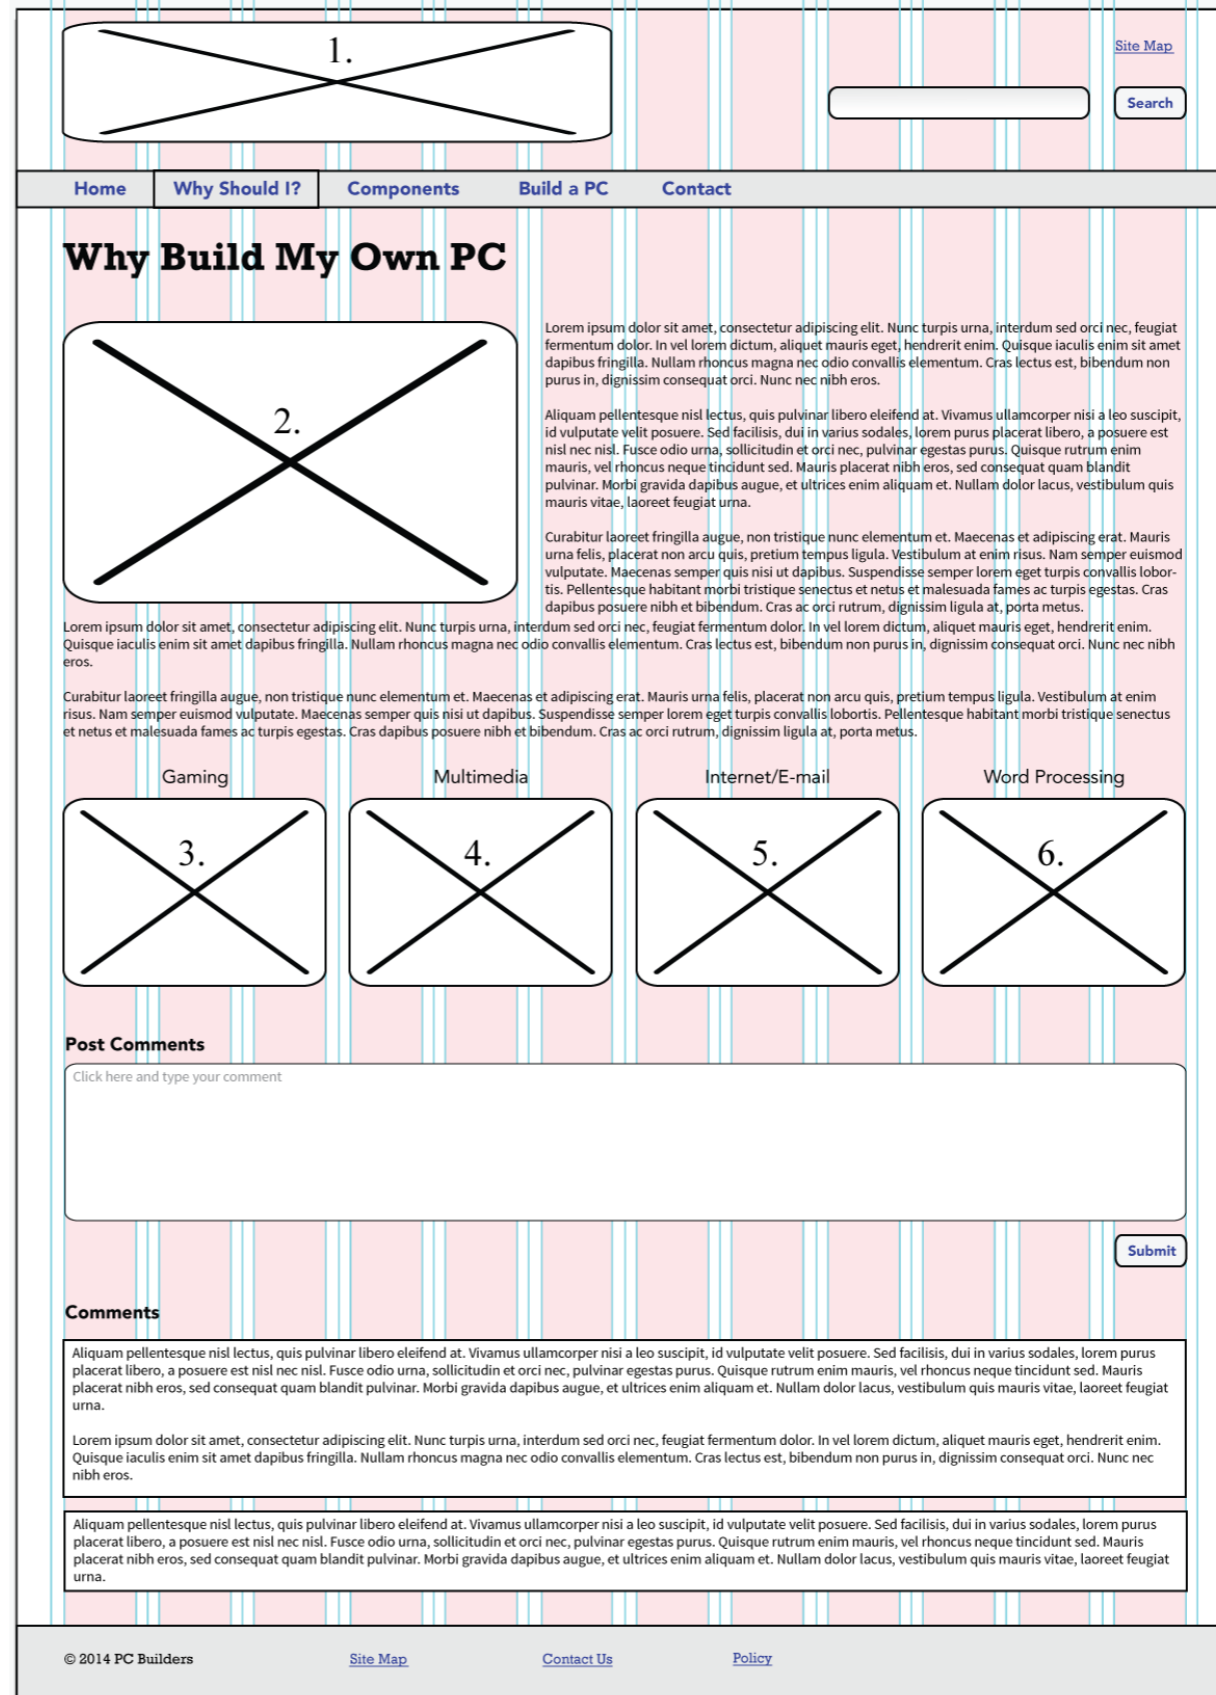 1.
Site Map
Search
Home Why Should I? Components Build a PC Contact
Why Build My Own PC
2.
Lorem ipsum dolor sit amet, consectetur adipiscing elit. Nunc turpis urna, interdum sed orci nec, feugiat
fermentum dolor. In vel lorem dictum, aliquet mauris eget, hendrerit enim. Quisque iaculis enim sit amet
dapibus fringilla. Nullam rhoncus magna nec odio convallis elementum. Cras lectus est, bibendum non
purus in, dignissim consequat orci. Nunc nec nibh eros.
Aliquam pellentesque nisl lectus, quis pulvinar libero eleifend at. Vivamus ullamcorper nisi a leo suscipit,
id vulputate velit posuere. Sed facilisis, dui in varius sodales, lorem purus placerat libero, a posuere est
nisl nec nisl. Fusce odio urna, sollicitudin et orci nec, pulvinar egestas purus. Quisque rutrum enim
mauris, vel rhoncus neque tincidunt sed. Mauris placerat nibh eros, sed consequat quam blandit
pulvinar. Morbi gravida dapibus augue, et ultrices enim aliquam et. Nullam dolor lacus, vestibulum quis
mauris vitae, laoreet feugiat urna.
Curabitur laoreet fringilla augue, non tristique nunc elementum et. Maecenas et adipiscing erat. Mauris
urna felis, placerat non arcu quis, pretium tempus ligula. Vestibulum at enim risus. Nam semper euismod
vulputate. Maecenas semper quis nisi ut dapibus. Suspendisse semper lorem eget turpis convallis lobor-
tis. Pellentesque habitant morbi tristique senectus et netus et malesuada fames ac turpis egestas. Cras
dapibus posuere nibh et bibendum. Cras ac orci rutrum, dignissim ligula at, porta metus.
Lorem ipsum dolor sit amet, consectetur adipiscing elit. Nunc turpis urna, interdum sed orci nec, feugiat fermentum dolor. In vel lorem dictum, aliquet mauris eget, hendrerit enim.
Quisque iaculis enim sit amet dapibus fringilla. Nullam rhoncus magna nec odio convallis elementum. Cras lectus est, bibendum non purus in, dignissim consequat orci. Nunc nec nibh
eros.
Curabitur laoreet fringilla augue, non tristique nunc elementum et. Maecenas et adipiscing erat. Mauris urna felis, placerat non arcu quis, pretium tempus ligula. Vestibulum at enim
risus. Nam semper euismod vulputate. Maecenas semper quis nisi ut dapibus. Suspendisse semper lorem eget turpis convallis lobortis. Pellentesque habitant morbi tristique senectus
et netus et malesuada fames ac turpis egestas. Cras dapibus posuere nibh et bibendum. Cras ac orci rutrum, dignissim ligula at, porta metus.
Gaming Multimedia Internet/E-mail Word Processing
3. 4. 5. 6.
Post Comments
Click here and type your comment
Submit
Comments
Aliquam pellentesque nisl lectus, quis pulvinar libero eleifend at. Vivamus ullamcorper nisi a leo suscipit, id vulputate velit posuere. Sed facilisis, dui in varius sodales, lorem purus
placerat libero, a posuere est nisl nec nisl. Fusce odio urna, sollicitudin et orci nec, pulvinar egestas purus. Quisque rutrum enim mauris, vel rhoncus neque tincidunt sed. Mauris
placerat nibh eros, sed consequat quam blandit pulvinar. Morbi gravida dapibus augue, et ultrices enim aliquam et. Nullam dolor lacus, vestibulum quis mauris vitae, laoreet feugiat
urna.
Lorem ipsum dolor sit amet, consectetur adipiscing elit. Nunc turpis urna, interdum sed orci nec, feugiat fermentum dolor. In vel lorem dictum, aliquet mauris eget, hendrerit enim.
Quisque iaculis enim sit amet dapibus fringilla. Nullam rhoncus magna nec odio convallis elementum. Cras lectus est, bibendum non purus in, dignissim consequat orci. Nunc nec
nibh eros.
Aliquam pellentesque nisl lectus, quis pulvinar libero eleifend at. Vivamus ullamcorper nisi a leo suscipit, id vulputate velit posuere. Sed facilisis, dui in varius sodales, lorem purus
placerat libero, a posuere est nisl nec nisl. Fusce odio urna, sollicitudin et orci nec, pulvinar egestas purus. Quisque rutrum enim mauris, vel rhoncus neque tincidunt sed. Mauris
placerat nibh eros, sed consequat quam blandit pulvinar. Morbi gravida dapibus augue, et ultrices enim aliquam et. Nullam dolor lacus, vestibulum quis mauris vitae, laoreet feugiat
urna.
© 2014 PC Builders Site Map Contact Us Policy